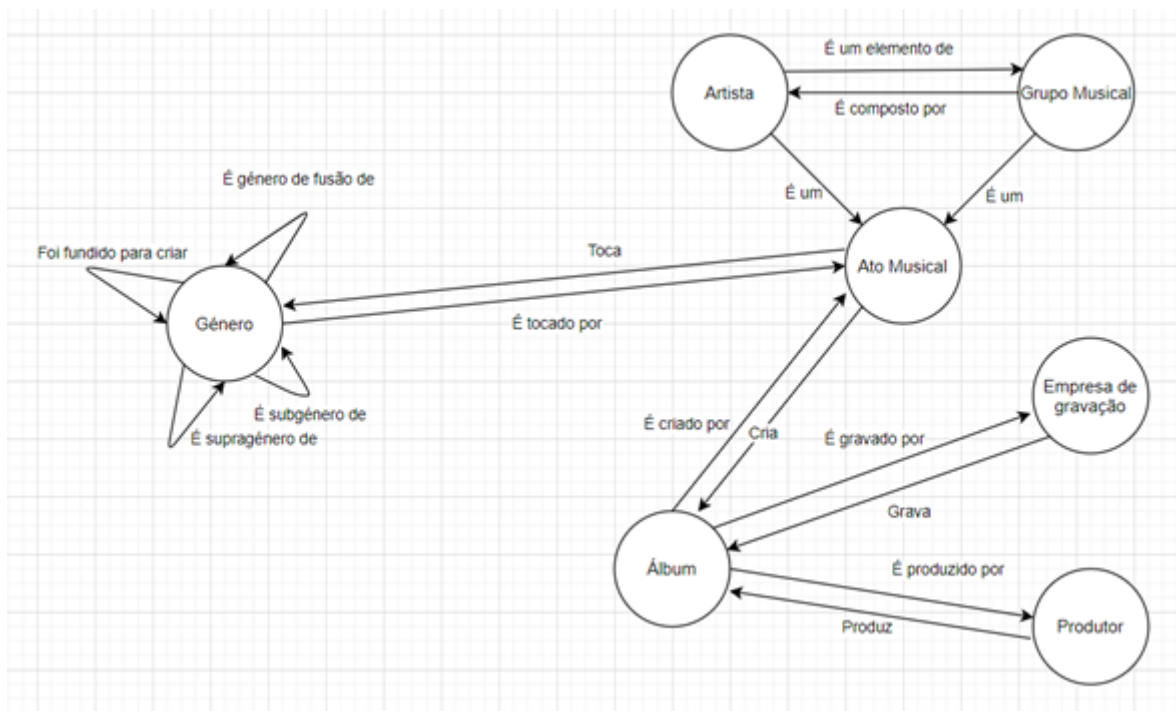 É um elemento de
Artista
Grupo Musical
É composto por
É género de fusão de
É um
É um
Foi fundido para criar
Toca
Ato Musical
Género
É tocado por
Empresa de
gravação
É subgénero de
É criado por
Cria
É gravado por
É supragénero de
Grava
Álbum
É produzido por
Produz
Produtor